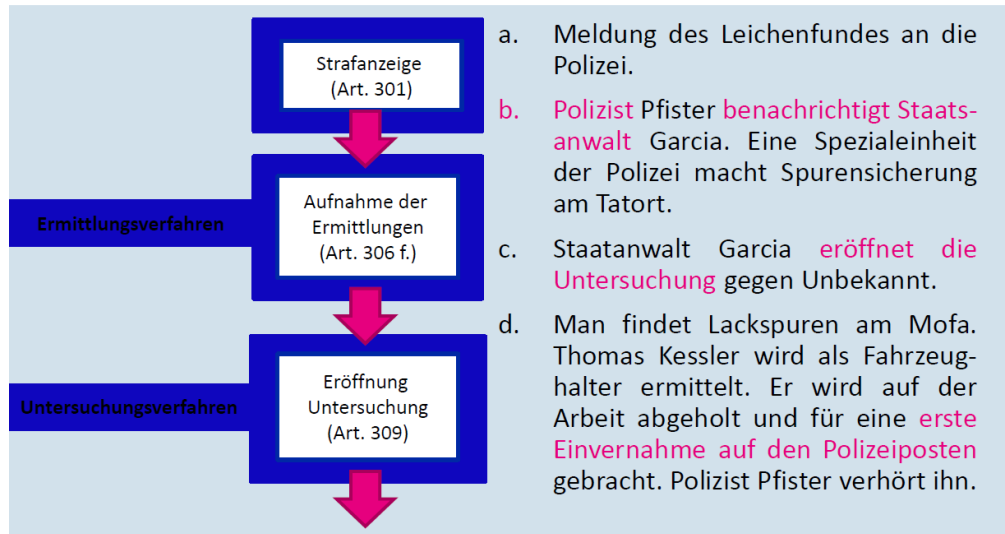 Strafanzeige
(Art. 301)
Aufnahme der
Ermittlungen
(Art. 306 f.)
Ermittlungsverfahren
Eröffnung
Untersuchung
(Art. 309)
Untersuchungsverfahren
a. Meldung des Leichenfundes an die
Polizei.
b. Polizist Pfister benachrichtigt Staats-
anwalt Garcia. Eine Spezialeinheit
der Polizei macht Spurensicherung
am Tatort.
c. Staatanwalt Garcia eröffnet die
Untersuchung gegen Unbekannt.
d. Man findet Lackspuren am Mofa.
Thomas Kessler wird als Fahrzeug-
halter ermittelt. Er wird auf der
Arbeit abgeholt und für eine erste
Einvernahme auf den Polizeiposten
gebracht. Polizist Pfister verhört ihn.